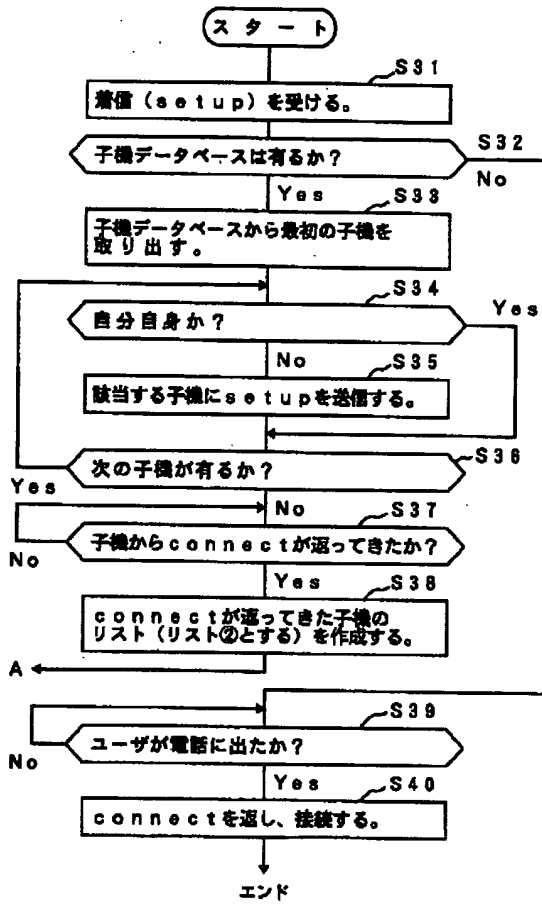 スタート
S31
着信（setup）を受ける。
S32
子機データベースは有るか？
No
Yes
S33
子機データベースから最初の子機を
取り出す。
S34
Yes
自分自身か？
No
S35
該当する子機にsetupを送信する。
S36
次の子機が有るか？
Yes
No
S37
子機からconnectが返ってきたか？
No
Yes
S38
connectが返ってきた子機の
リスト（リスト②とする）を作成する。
A
S39
ユーザが電話に出たか？
No
Yes
S40
connectを返し、接続する。
エンド